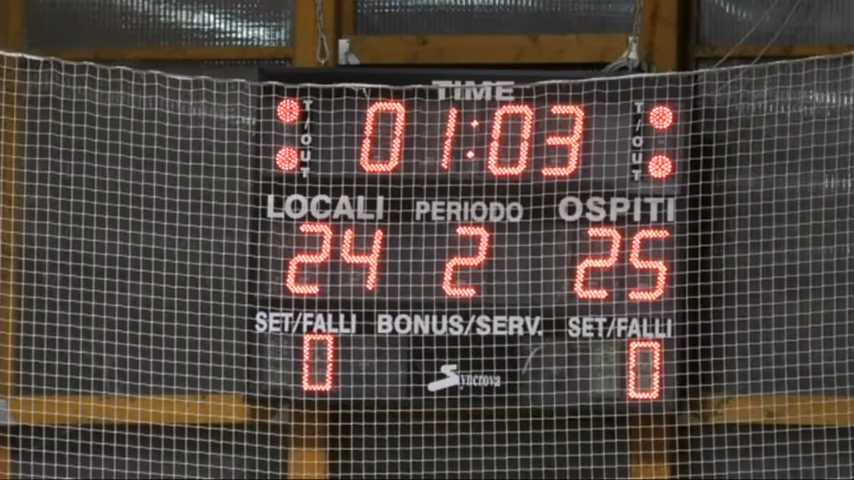 TIME
T/OUT 01:03 T/OUT
LOCALI PERIODO OSPITI
24 2 25
SET/FALLI BONUS/SERV. SET/FALLI
0 0
Syncrova